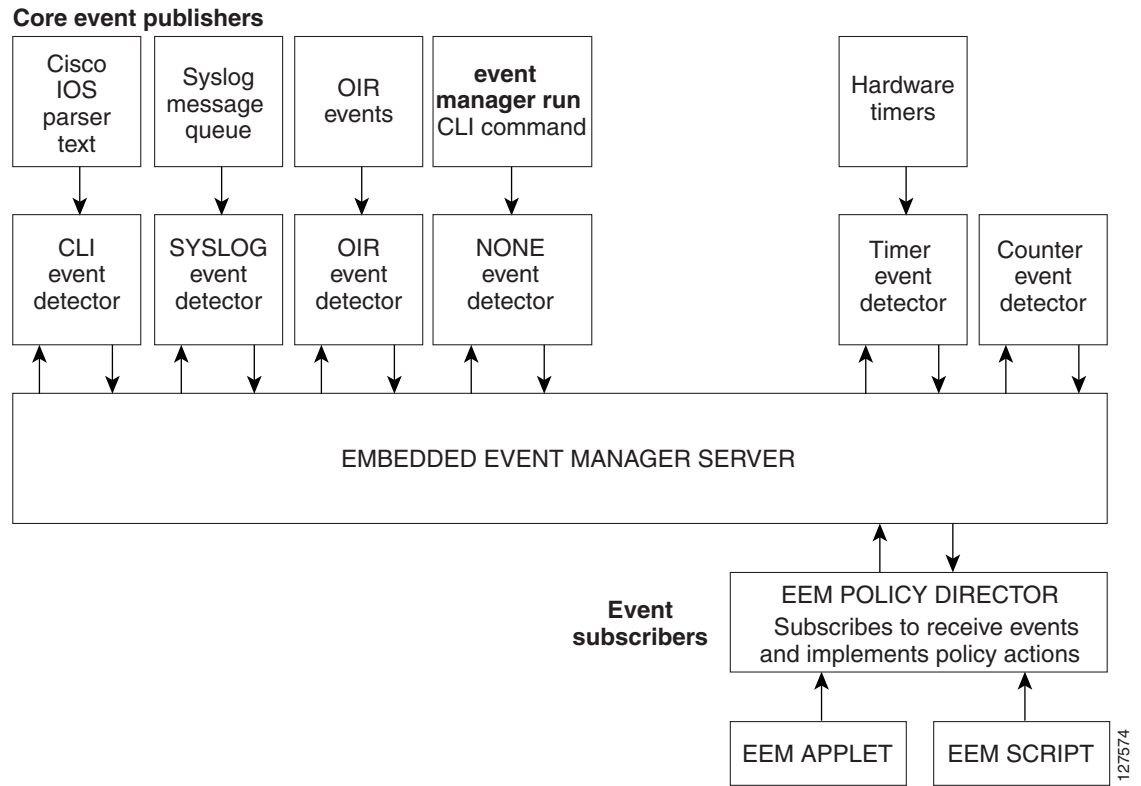 Core event publishers
Cisco
IOS
parser
text
Syslog
message
queue
OIR
events
event
manager run
CLI command
Hardware
timers
CLI
event
detector
SYSLOG
event
detector
OIR
event
detector
NONE
event
detector
Timer
event
detector
Counter
event
detector
EMBEDDED EVENT MANAGER SERVER
Event
subscribers
EEM POLICY DIRECTOR
Subscribes to receive events
and implements policy actions
EEM APPLET
EEM SCRIPT
127574